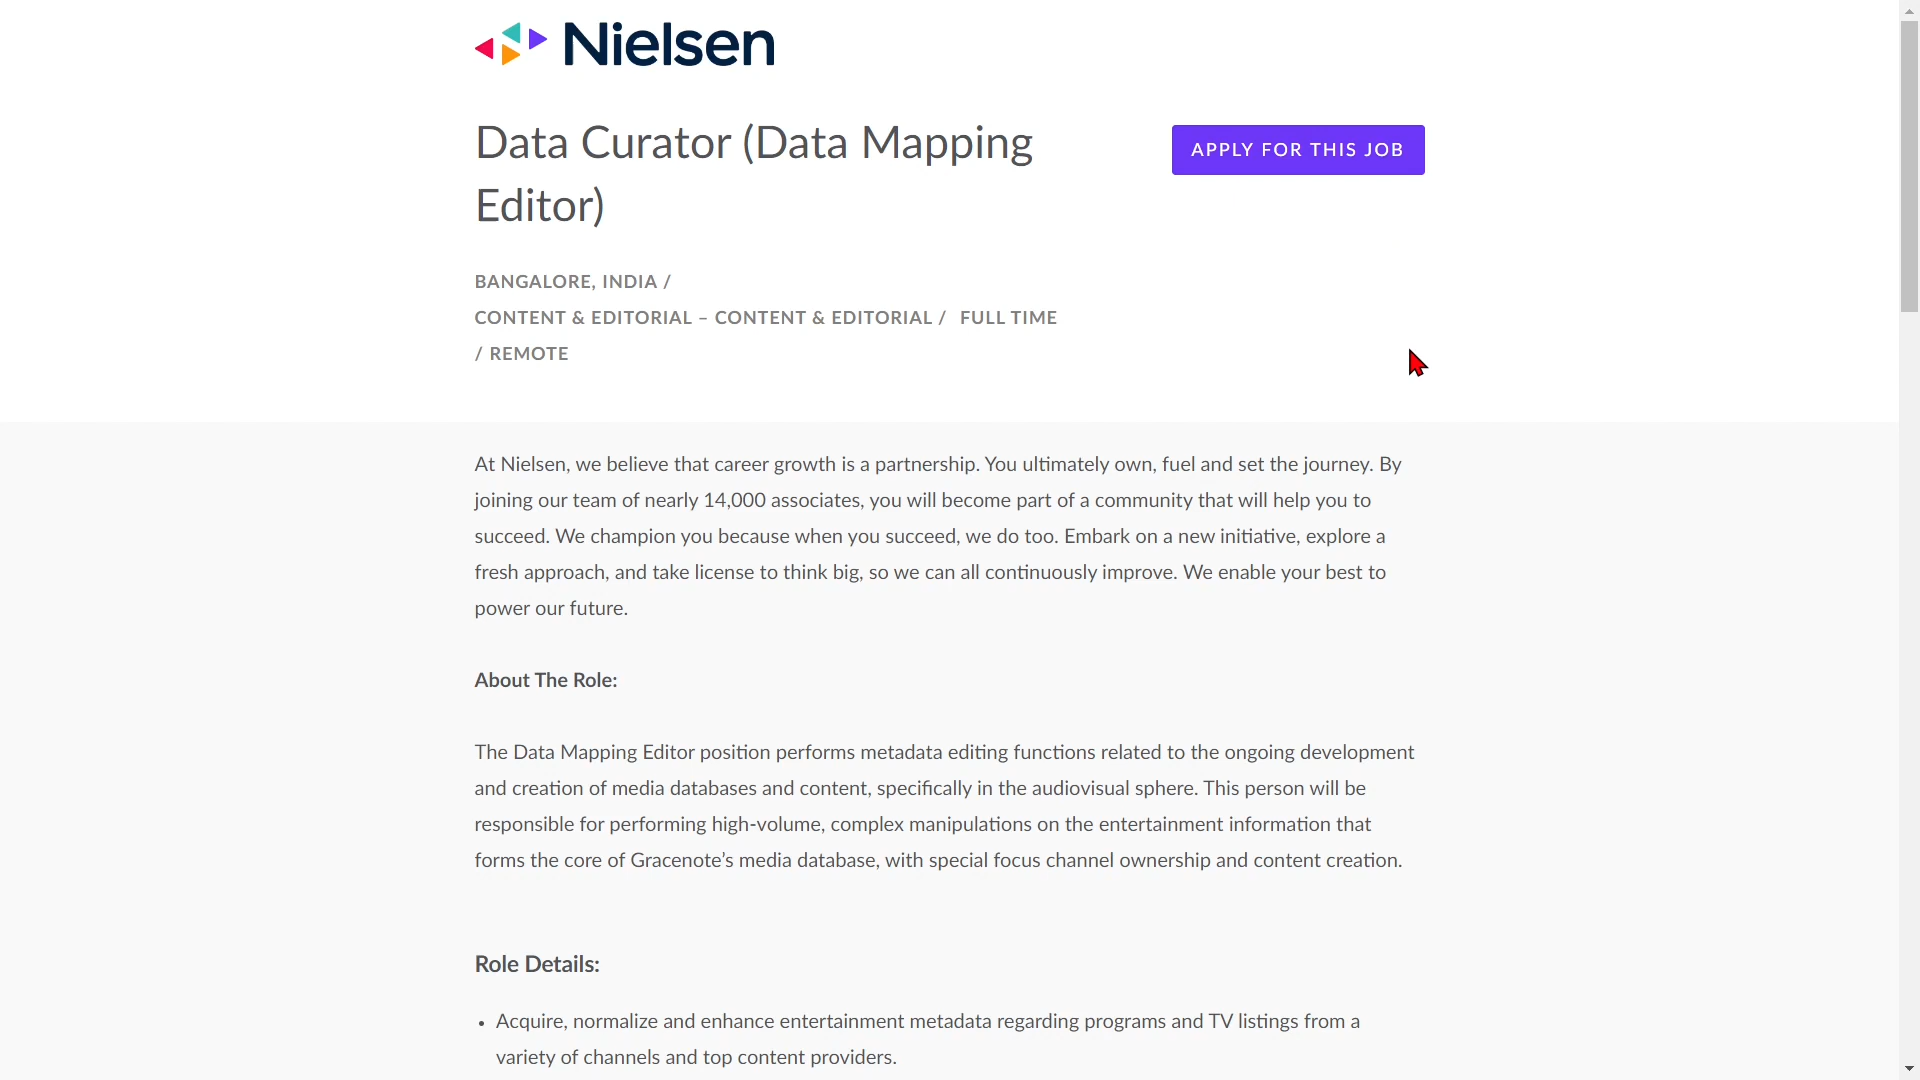 Nielsen
Data Curator (Data Mapping
Editor)
APPLY FOR THIS JOB
BANGALORE, INDIA /
CONTENT & EDITORIAL – CONTENT & EDITORIAL / FULL TIME
/ REMOTE
At Nielsen, we believe that career growth is a partnership. You ultimately own, fuel and set the journey. By
joining our team of nearly 14,000 associates, you will become part of a community that will help you to
succeed. We champion you because when you succeed, we do too. Embark on a new initiative, explore a
fresh approach, and take license to think big, so we can all continuously improve. We enable your best to
power our future.
About The Role:
The Data Mapping Editor position performs metadata editing functions related to the ongoing development
and creation of media databases and content, specifically in the audiovisual sphere. This person will be
responsible for performing high-volume, complex manipulations on the entertainment information that
forms the core of Gracenote’s media database, with special focus channel ownership and content creation.
Role Details:
• Acquire, normalize and enhance entertainment metadata regarding programs and TV listings from a
variety of channels and top content providers.